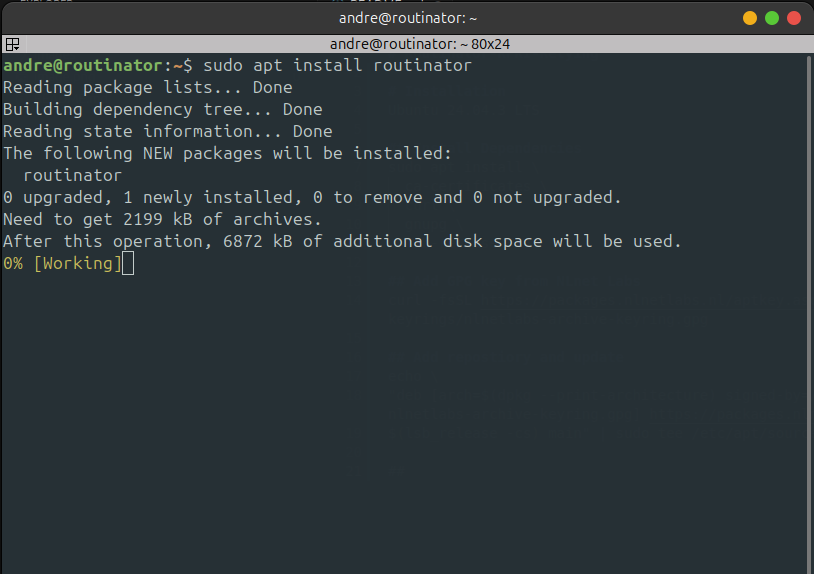 andre@routinator: ~
andre@routinator: ~ 80x24
andre@routinator:~$ sudo apt install routinator
Reading package lists... Done
Building dependency tree... Done
Reading state information... Done
The following NEW packages will be installed:
  routinator
0 upgraded, 1 newly installed, 0 to remove and 0 not upgraded.
Need to get 2199 kB of archives.
After this operation, 6872 kB of additional disk space will be used.
0% [Working]